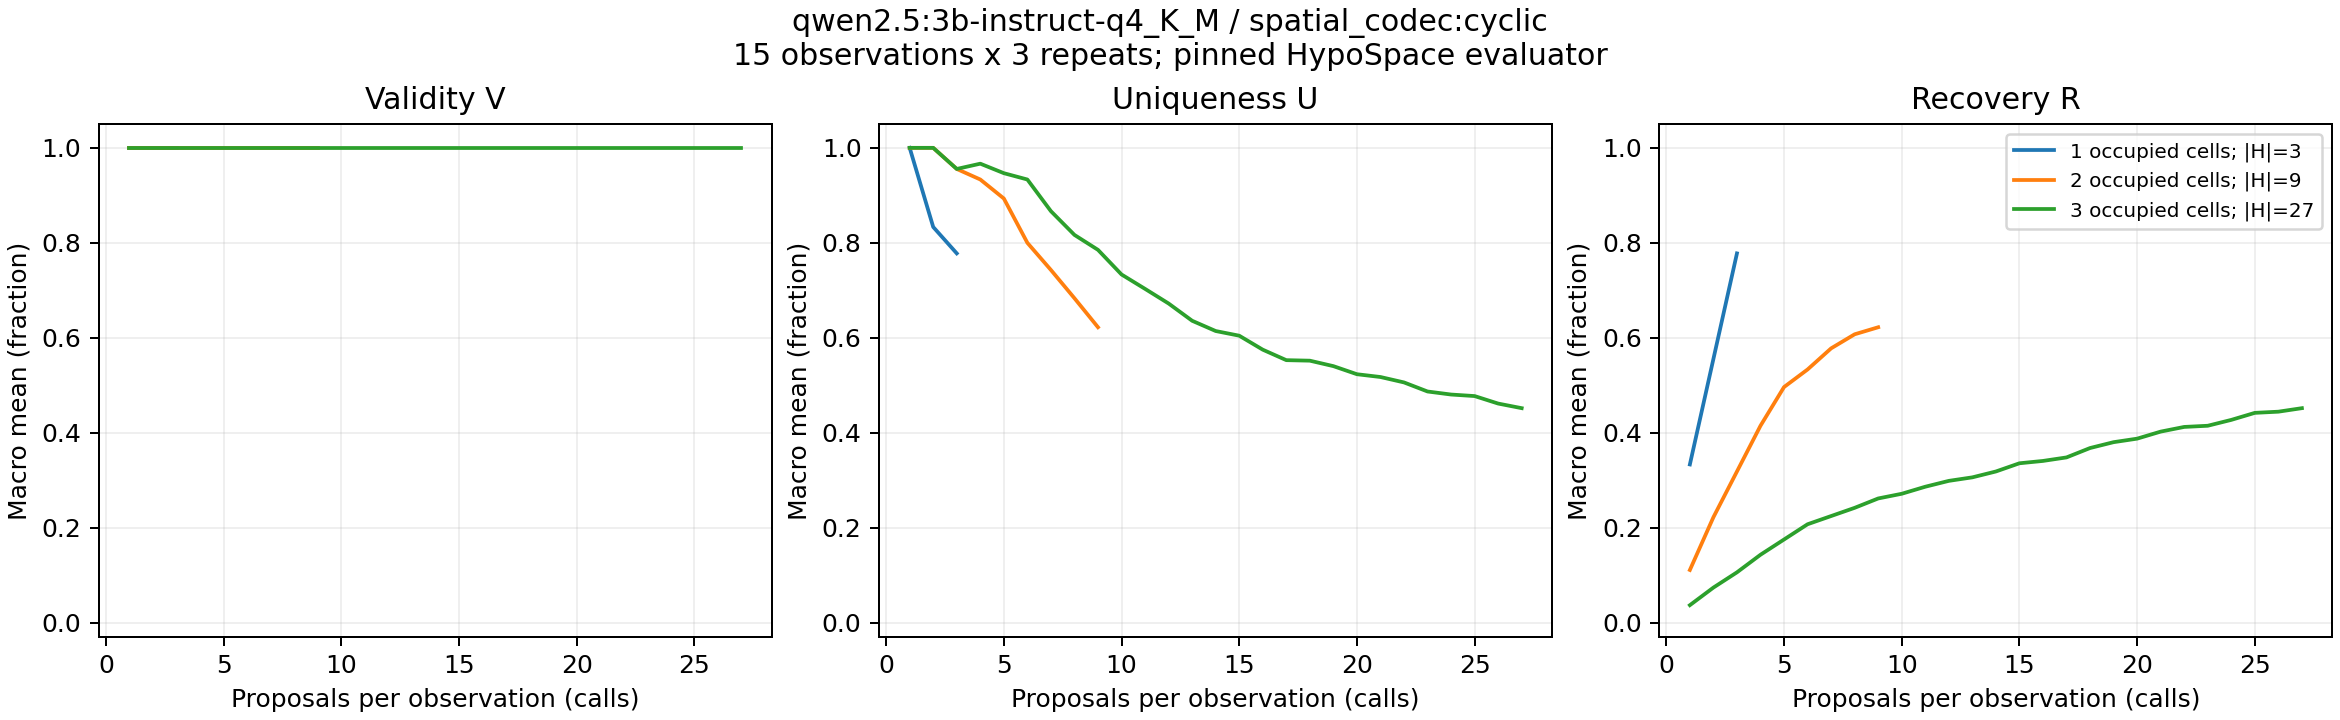 qwen2.5:3b-instruct-q4_K_M / spatial_codec:cyclic
15 observations x 3 repeats; pinned HypoSpace evaluator
Validity V
Macro mean (fraction)
1.0
0.8
0.6
0.4
0.2
0.0
0 5 10 15 20 25
Proposals per observation (calls)
Uniqueness U
Macro mean (fraction)
1.0
0.8
0.6
0.4
0.2
0.0
0 5 10 15 20 25
Proposals per observation (calls)
Recovery R
Macro mean (fraction)
1.0
0.8
0.6
0.4
0.2
0.0
1 occupied cells; |H|=3
2 occupied cells; |H|=9
3 occupied cells; |H|=27
0 5 10 15 20 25
Proposals per observation (calls)